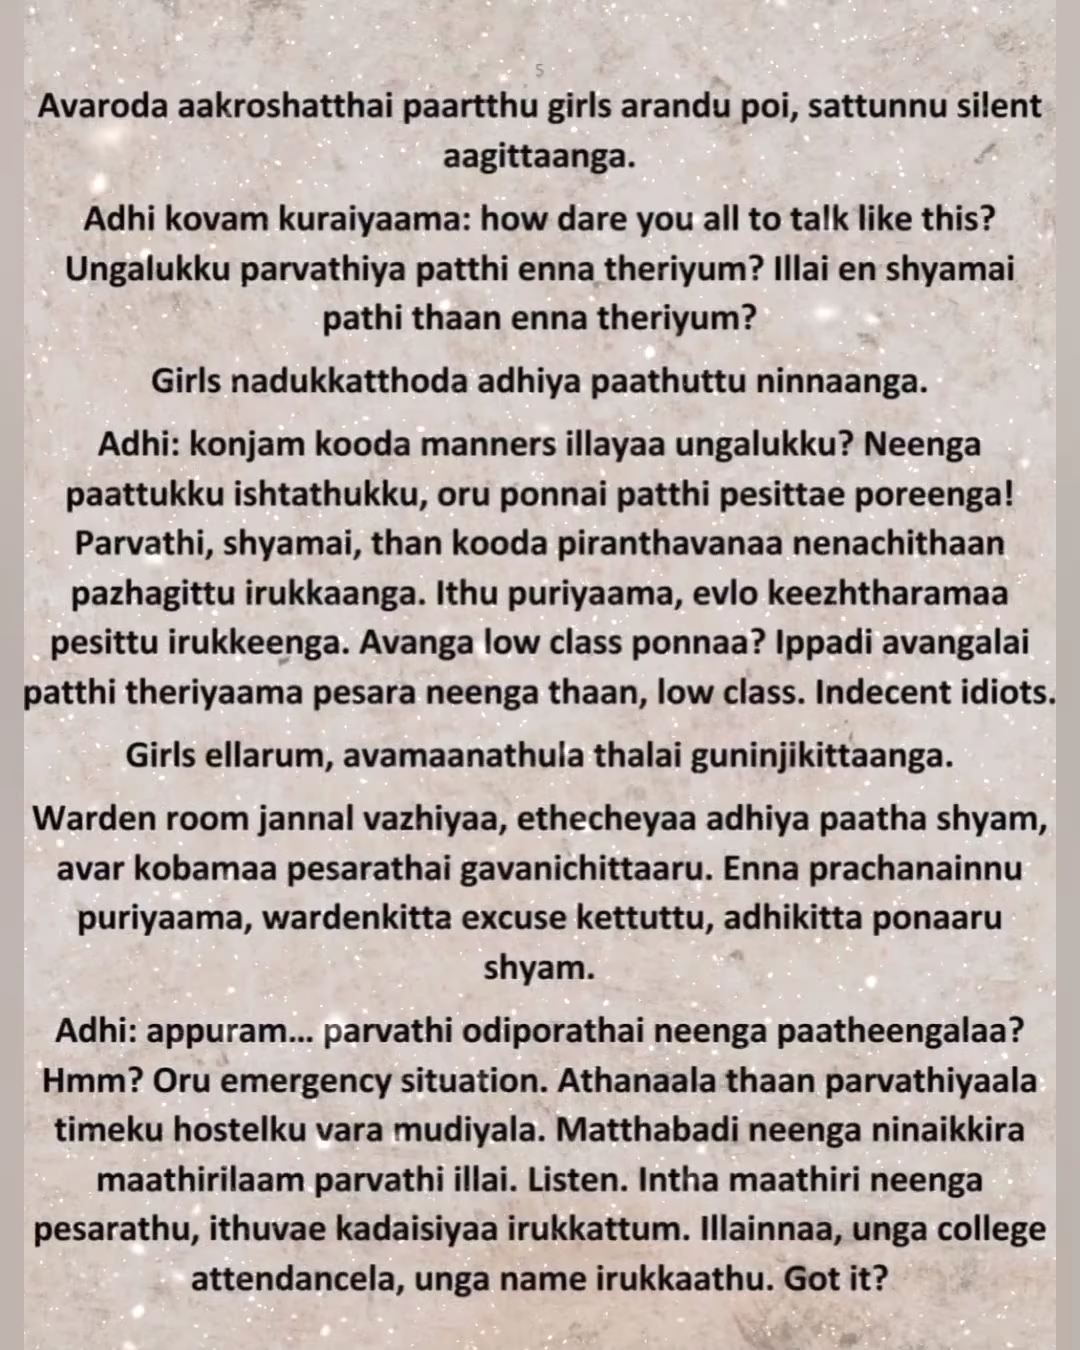 5
Avaroda aakroshatthai paartthu girls arandu poi, sattunnu silent
aagittaanga.
Adhi kovam kuraiyaama: how dare you all to talk like this?
Ungalukku parvathiya patthi enna theriyum? Illai en shyamai
pathi thaan enna theriyum?
Girls nadukkatthoda adhiya paathuttu ninnaanga.
Adhi: konjam kooda manners illayaa ungalukku? Neenga
paattukku ishtathukku, oru ponnai patthi pesittae poreenga!
Parvathi, shyamai, than kooda piranthavanaa nenachithaan
pazhagittu irukkaanga. Ithu puriyaama, evlo keezhtharamaa
pesittu irukkeenga. Avanga low class ponnaa? Ippadi avangalai
patthi theriyaama pesara neenga thaan, low class. Indecent idiots.
Girls ellarum, avamaanathula thalai guninjikittaanga.
Warden room jannal vazhiyaa, ethecheyaa adhiya paatha shyam,
avar kobamaa pesarathai gavanichittaaru. Enna prachanainnu
puriyaama, wardenkitta excuse kettuttu, adhikitta ponaaru
shyam.
Adhi: appuram... parvathi odiporathai neenga paatheengalaa?
Hmm? Oru emergency situation. Athanaala thaan parvathiyaala
timeku hostelku vara mudiyala. Matthabadi neenga ninaikkira
maathirilaam parvathi illai. Listen. Intha maathiri neenga
pesarathu, ithuvae kadaisiyaa irukkattum. Illainnaa, unga college
attendancela, unga name irukkaathu. Got it?